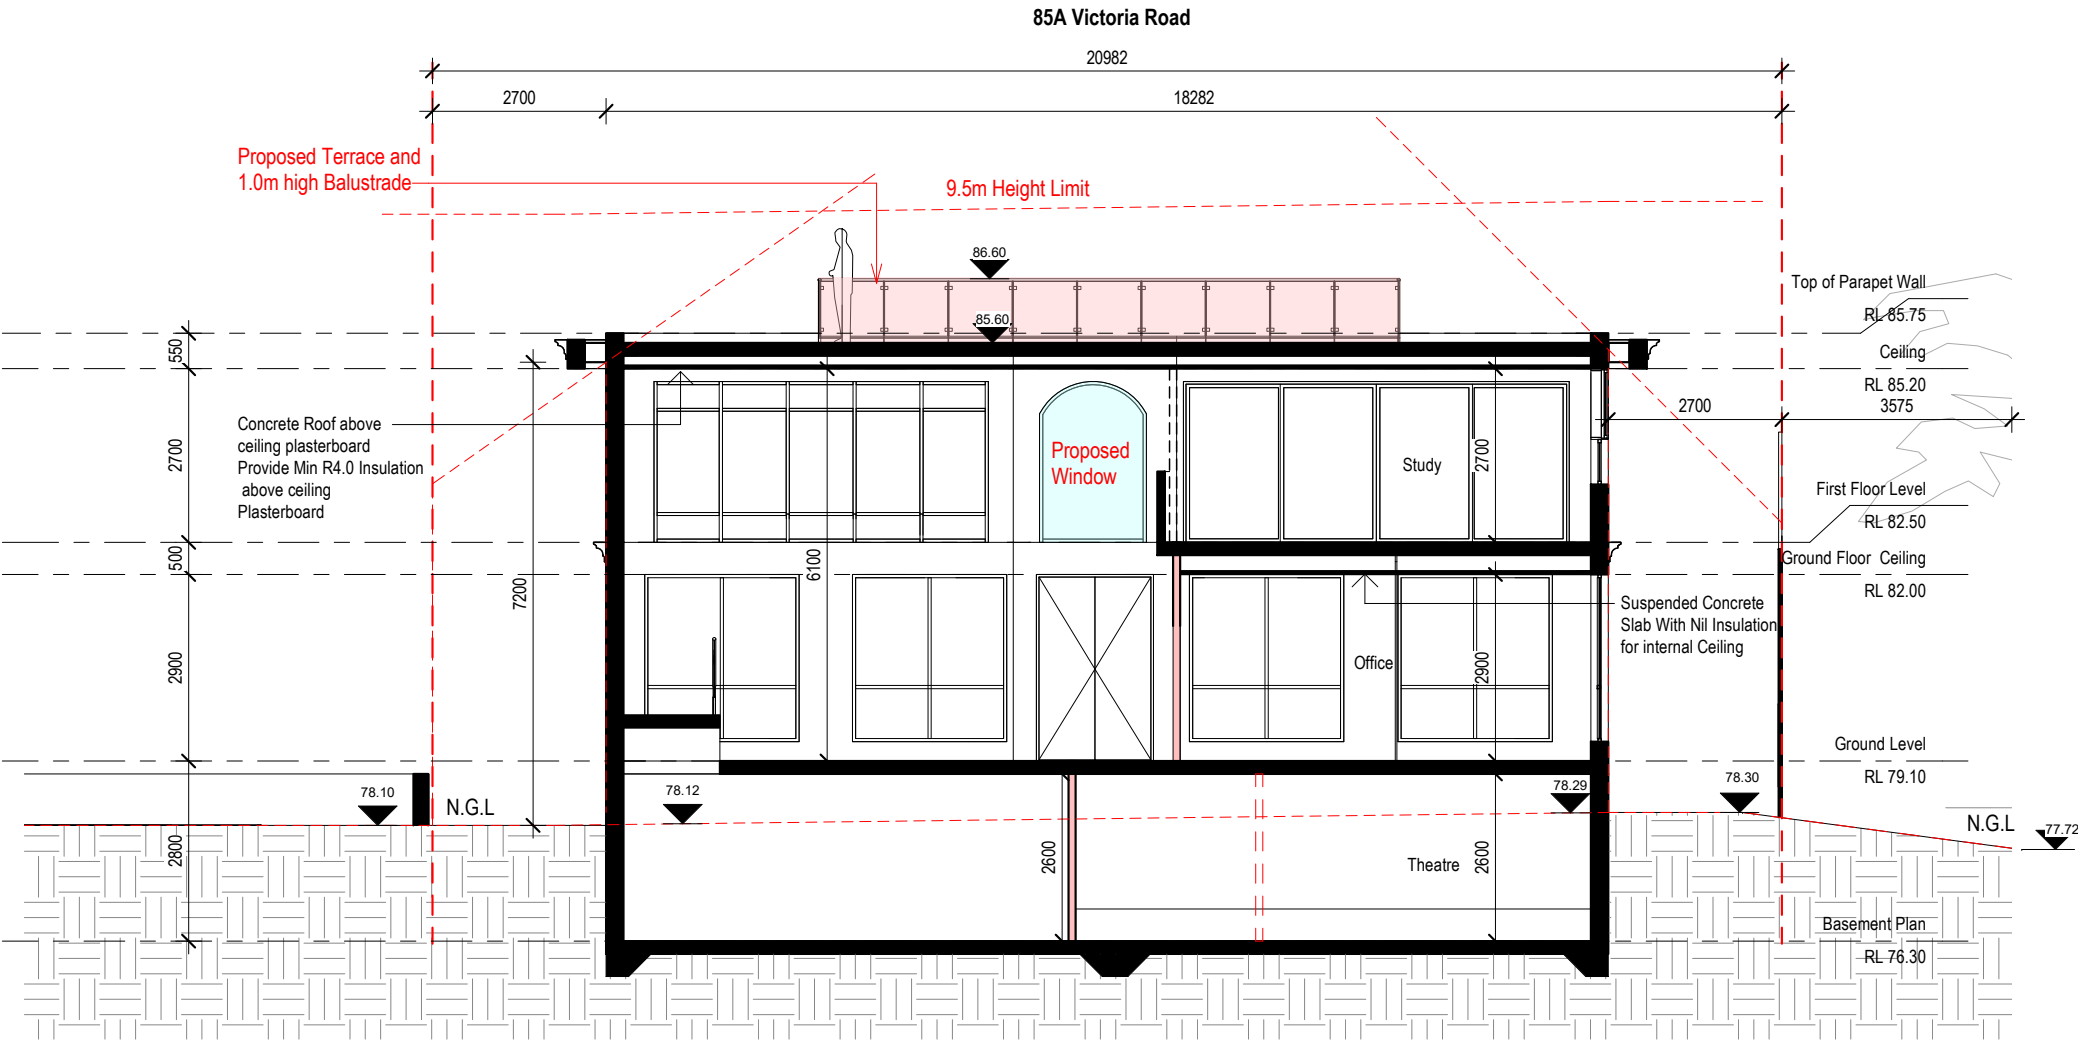 85A Victoria Road
20982
2700
18282
Proposed Terrace and
1.0m high Balustrade
9.5m Height Limit
86.60
85.60
Top of Parapet Wall
RL 85.75
Ceiling
RL 85.20
2700
3575
550
2700
500
2900
2800
7200
6100
Concrete Roof above
ceiling plasterboard
Provide Min R4.0 Insulation
above ceiling
Plasterboard
Proposed
Window
Study
2700
First Floor Level
RL 82.50
Ground Floor Ceiling
RL 82.00
Suspended Concrete
Slab With Nil Insulation
for internal Ceiling
Office
2900
Ground Level
RL 79.10
78.10
N.G.L
78.12
78.29
78.30
N.G.L
77.72
2600
Theatre
2600
Basement Plan
RL 76.30